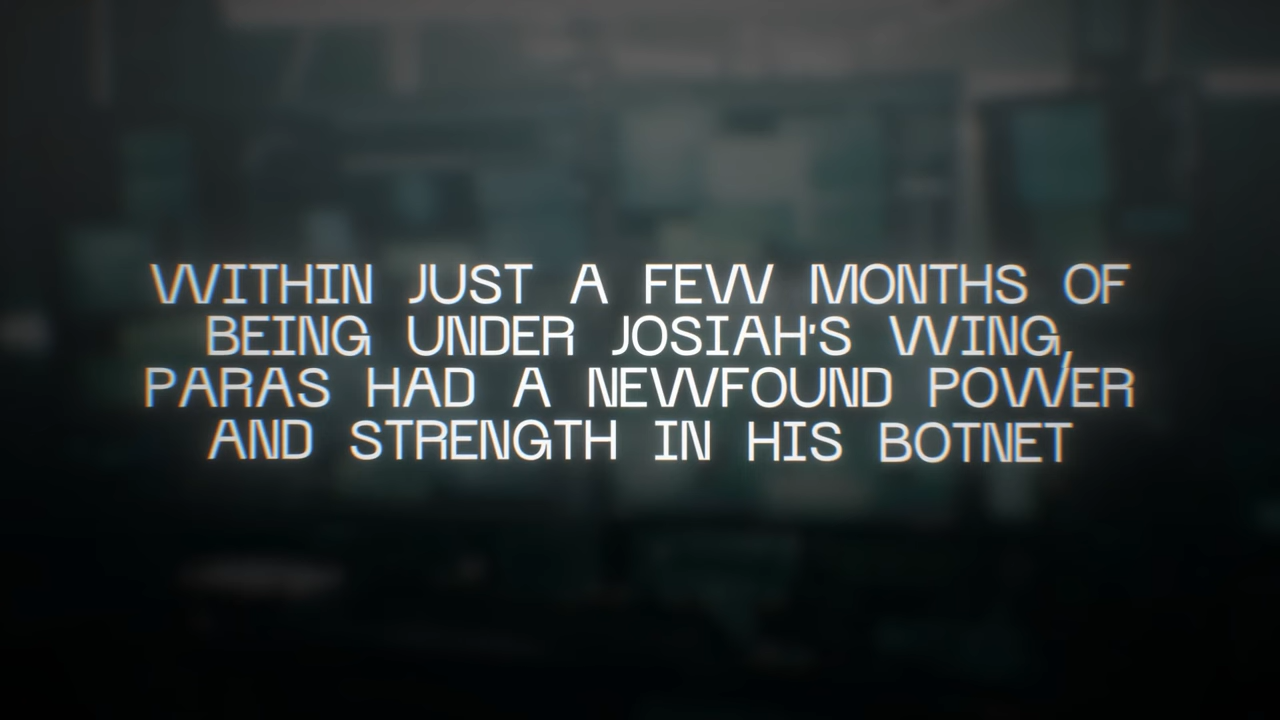 WITHIN JUST A FEW MONTHS OF
BEING UNDER JOSIAH'S WING,
PARAS HAD A NEWFOUND POWER
AND STRENGTH IN HIS BOTNET